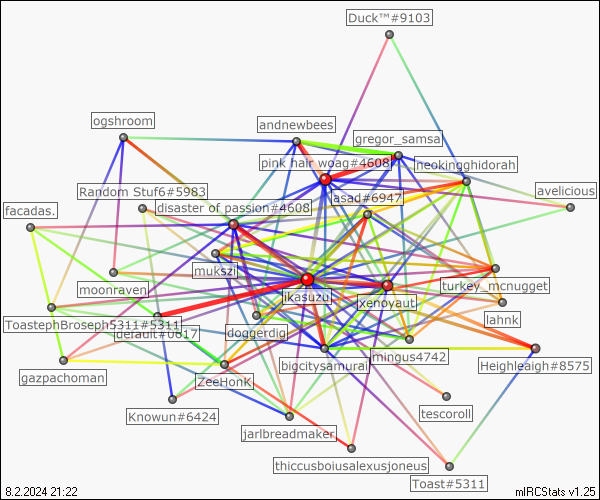 Duck™#9103
ogshroom
andnewbees
gregor_samsa
pink hair woag#4608
neokingghidorah
Random Stuf6#5983
asad#6947
avelicious
facadas.
disaster of passion#4608
mukszi
moonraven
ikasuzu
xenoyaut
turkey_mcnugget
lahnk
ToastephBroseph5311#5311
default#0617
doggerdig
mingus4742
bigcitysamurai
Heighleaigh#8575
gazpachoman
ZeeHonK
Knowun#6424
tescoroll
jarlbreadmaker
thiccusboiusalexusjoneus
Toast#5311
8.2.2024 21:22
mIRCStats v1.25